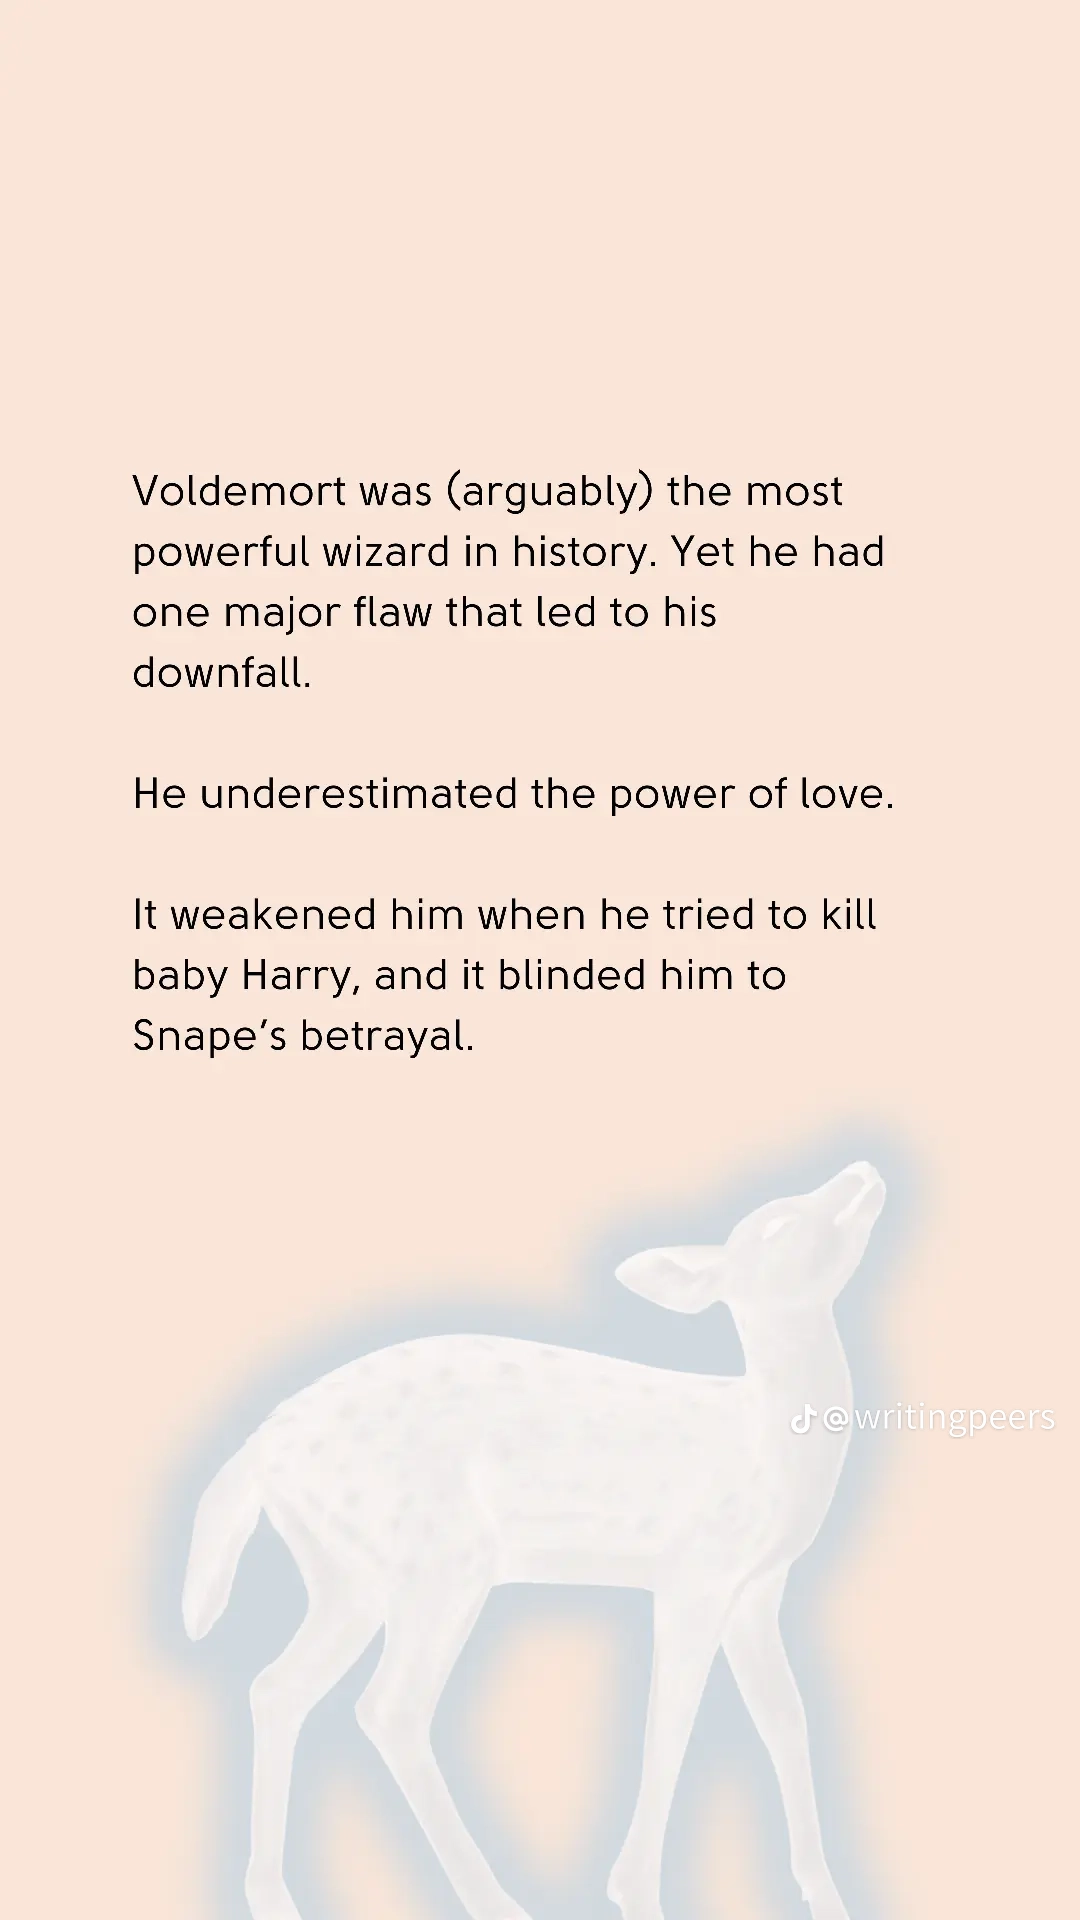 Voldemort was (arguably) the most
powerful wizard in history. Yet he had
one major flaw that led to his
downfall.
He underestimated the power of love.
It weakened him when he tried to kill
baby Harry, and it blinded him to
Snape’s betrayal.
@writingpeers